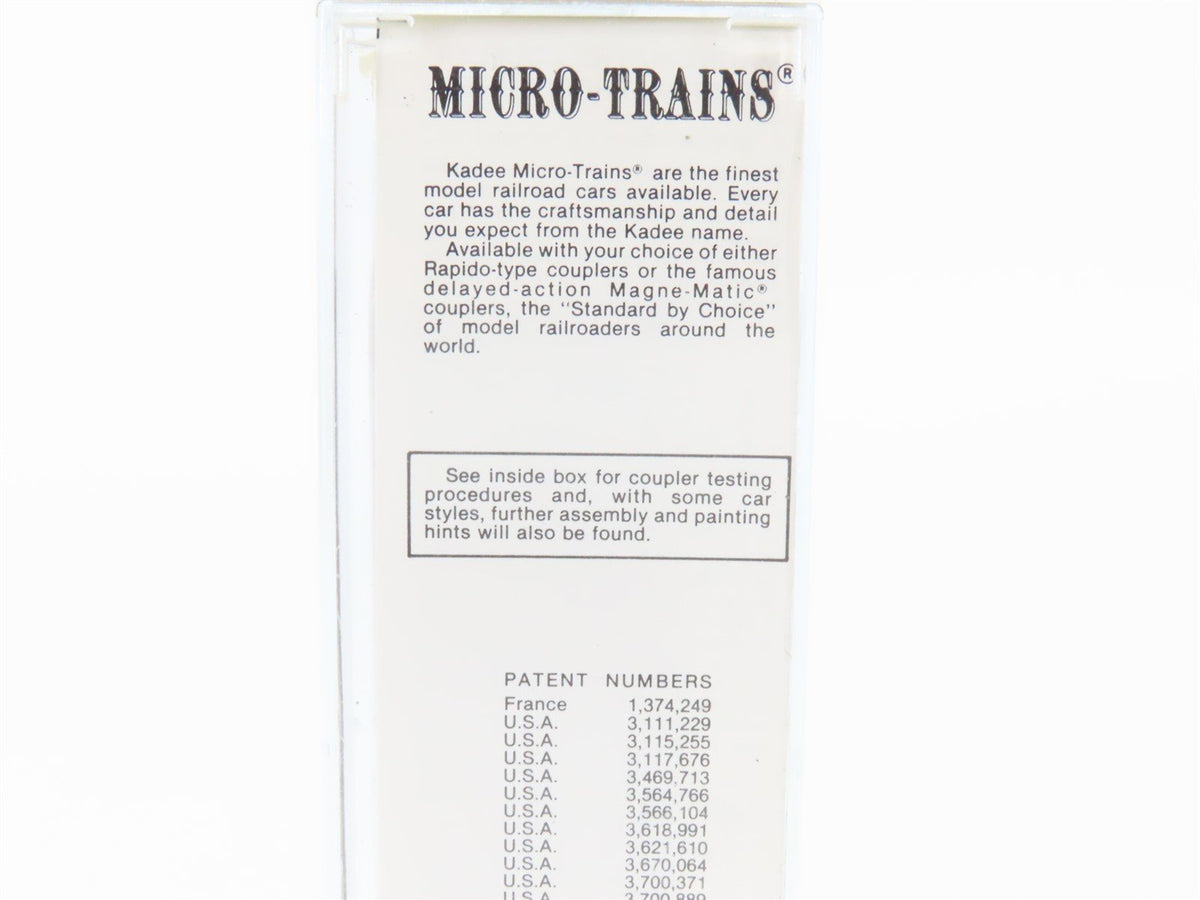 MICRO-TRAINS®
Kadee Micro-Trains® are the finest
model railroad cars available. Every
car has the craftsmanship and detail
you expect from the Kadee name.
Available with your choice of either
Rapido-type couplers or the famous
delayed-action Magne-Matic®
couplers, the "Standard by Choice"
of model railroaders around the
world.
See inside box for coupler testing
procedures and, with some car
styles, further assembly and painting
hints will also be found.
PATENT NUMBERS
France 1,374,249
U.S.A. 3,111,229
U.S.A. 3,115,255
U.S.A. 3,117,676
U.S.A. 3,469,713
U.S.A. 3,564,766
U.S.A. 3,566,104
U.S.A. 3,618,991
U.S.A. 3,621,610
U.S.A. 3,670,064
U.S.A. 3,700,371
U.S.A. 3,700,889